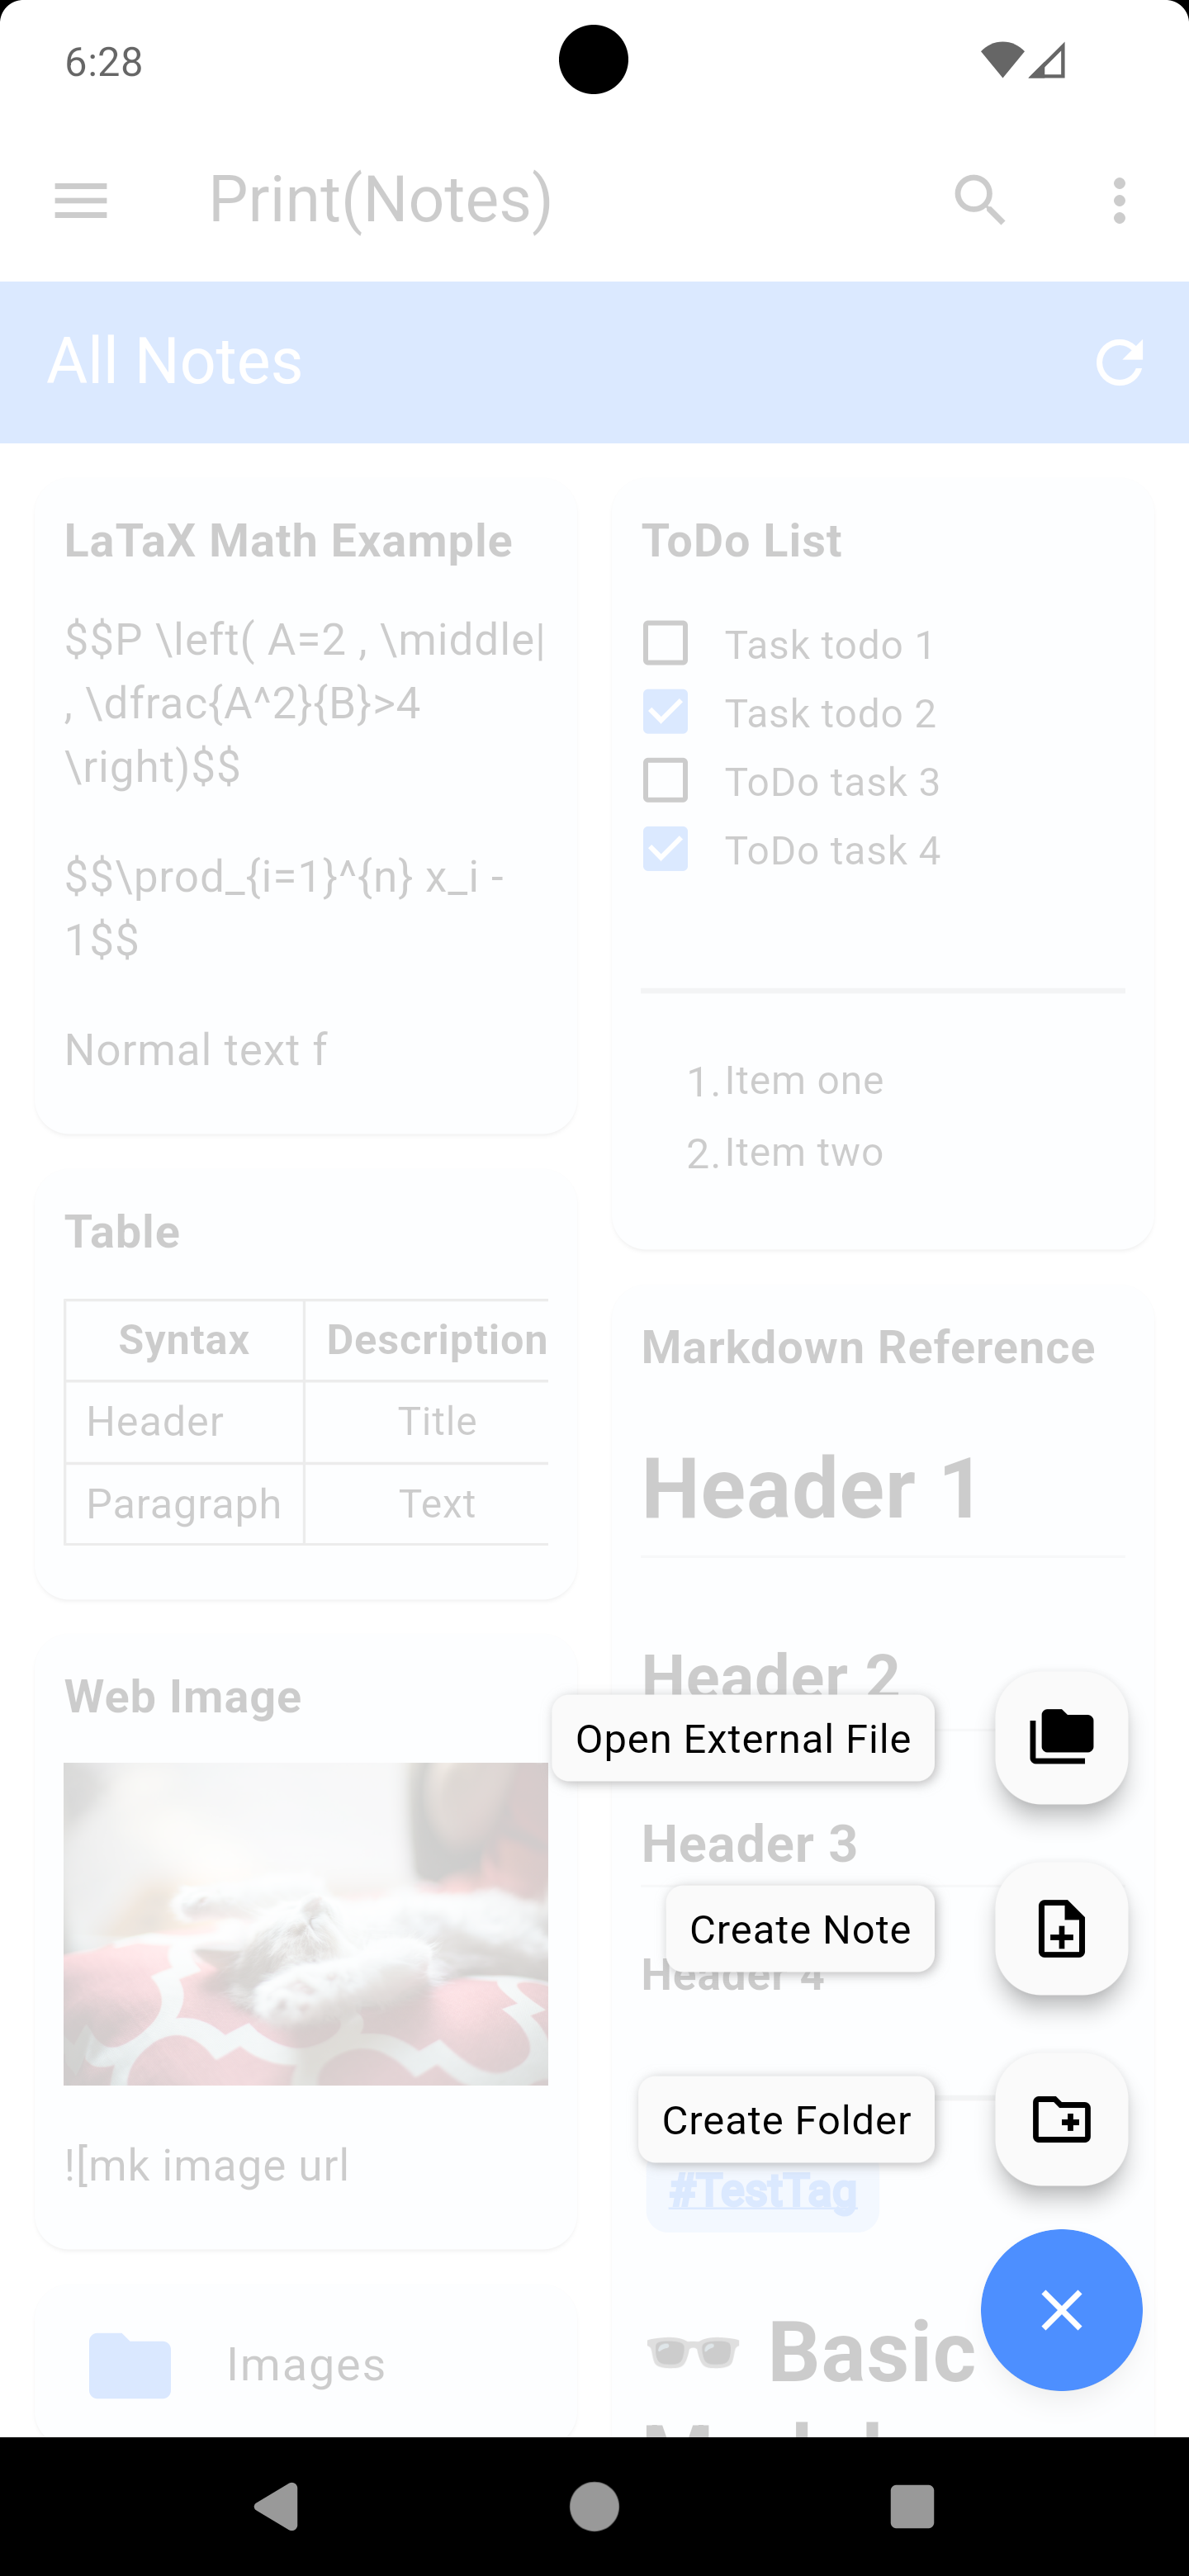 6:28
Print(Notes)
All Notes
LaTaX Math Example
$$P \left( A=2 , \middle|
, \dfrac{A^2}{B}>4
\right)$$
$$\prod_{i=1}^{n} x_i -
1$$
Normal text f
ToDo List
Task todo 1
Task todo 2
ToDo task 3
ToDo task 4
1. Item one
2. Item two
Table
Syntax Description
Header Title
Paragraph Text
Markdown Reference
Header 1
Header 2
Header 3
Header 4
#TestTag
Basic
Web Image
![mk image url
Images
Open External File
Create Note
Create Folder